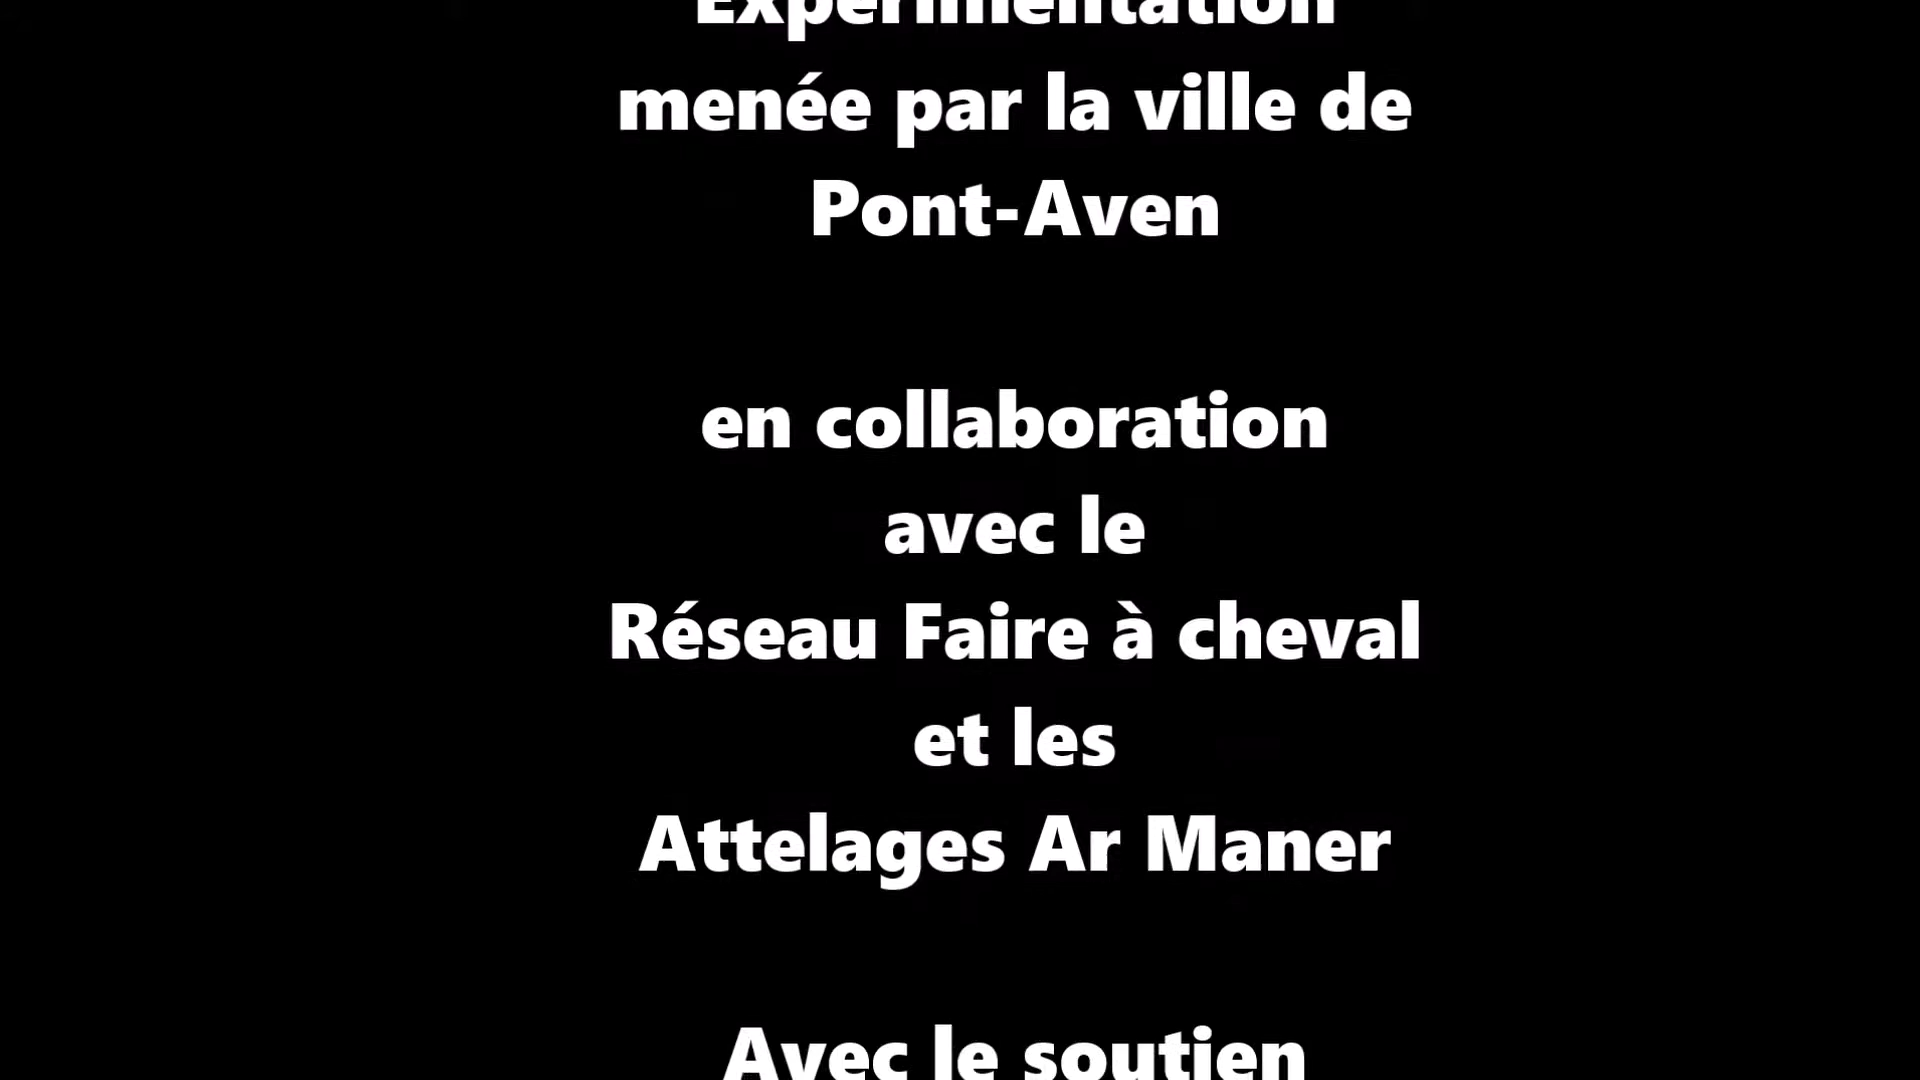 Expérimentation
menée par la ville de
Pont-Aven
en collaboration
avec le
Réseau Faire à cheval
et les
Attelages Ar Maner
Avec le soutien